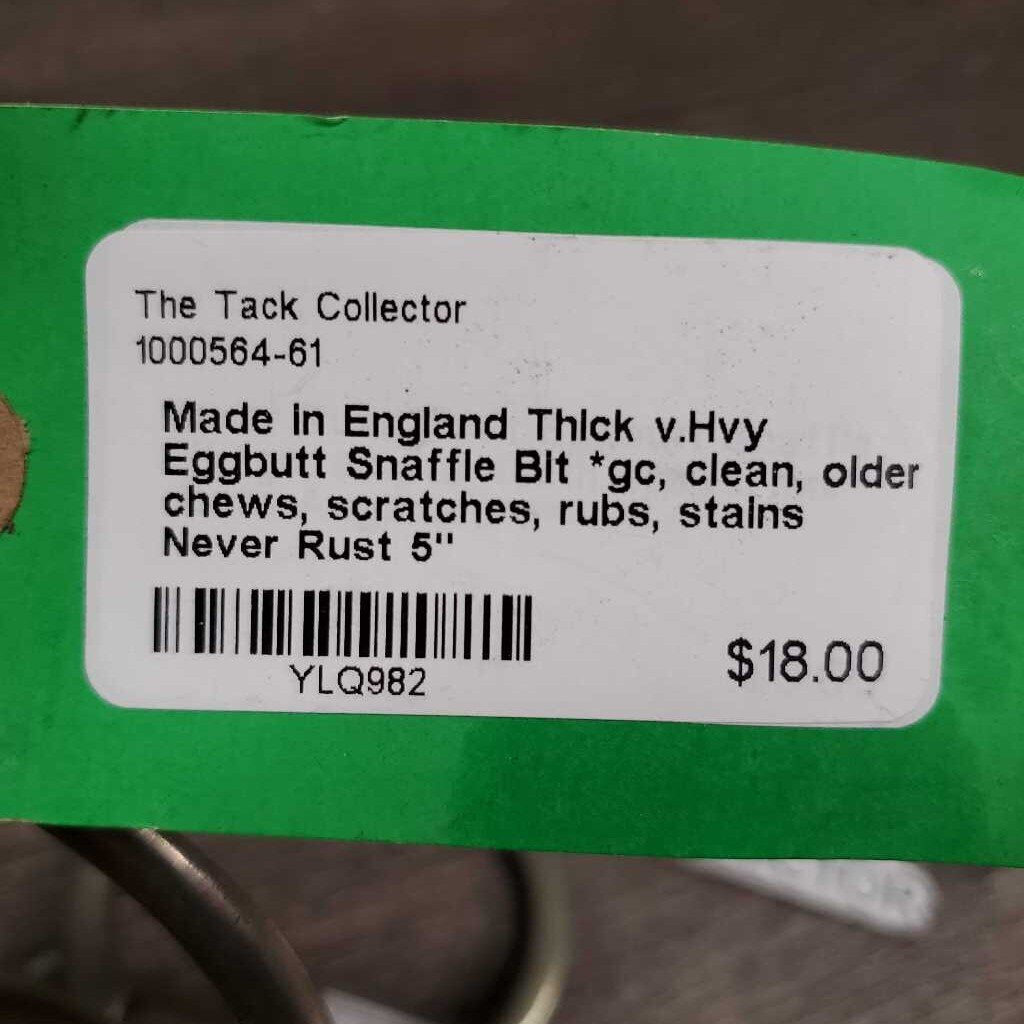 The Tack Collector
1000564-61
Made in England Thick v.Hvy
Eggbutt Snaffle Bit *gc, clean, older
chews, scratches, rubs, stains
Never Rust 5"
YLQ982
$18.00